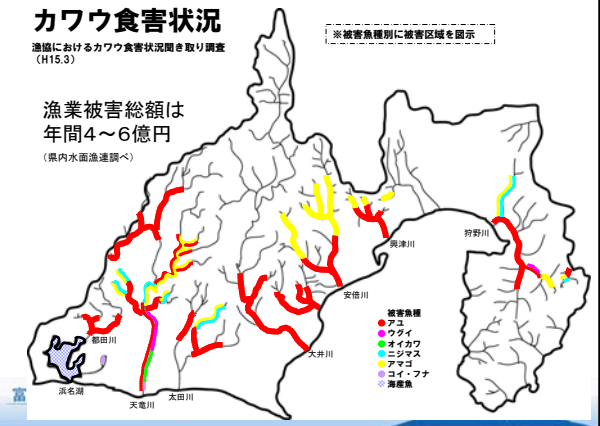 カワウ食害状況
漁協におけるカワウ食害状況聞き取り調査
（H15.3）
※被害魚種別に被害区域を図示
漁業被害総額は
年間4～6億円
（県内水面漁連調べ）
興津川
狩野川
安倍川
大井川
都田川
浜名湖
天竜川
太田川
被害魚種
アユ
ウグイ
オイカワ
ニジマス
アマゴ
コイ・フナ
海産魚
富